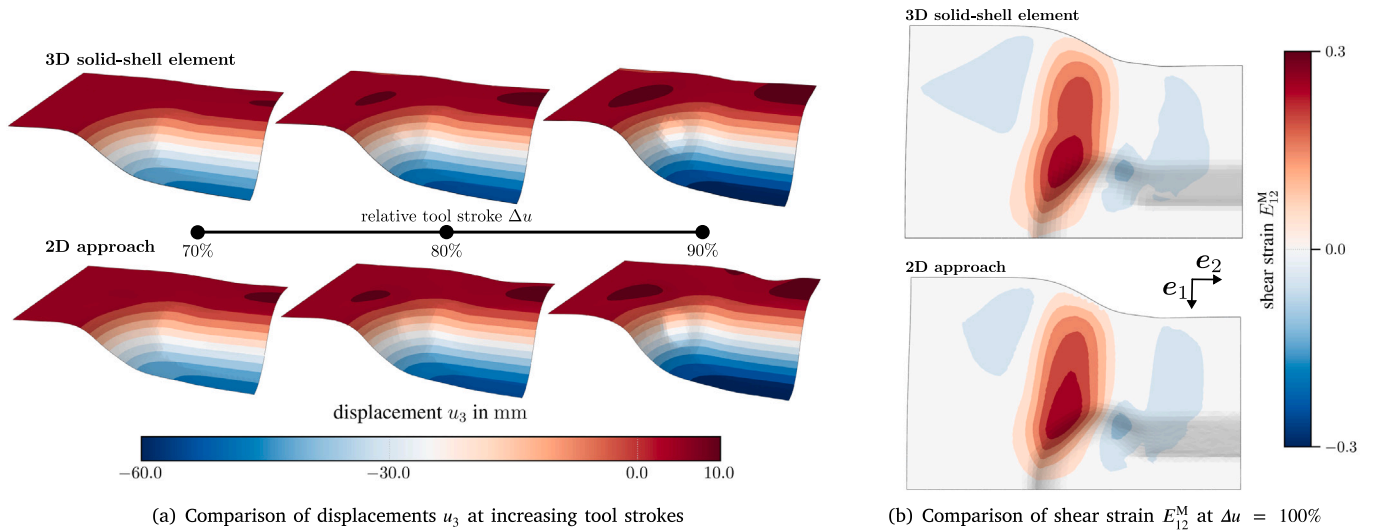 3D solid-shell element
relative tool stroke Δu
70%
80%
90%
2D approach
displacement u₃ in mm
−60.0
−30.0
0.0
10.0
(a) Comparison of displacements u₃ at increasing tool strokes
3D solid-shell element
2D approach
e₂
e₁
0.3
0.0
−0.3
shear strain E₁₂ᴹ
(b) Comparison of shear strain E₁₂ᴹ at Δu = 100%